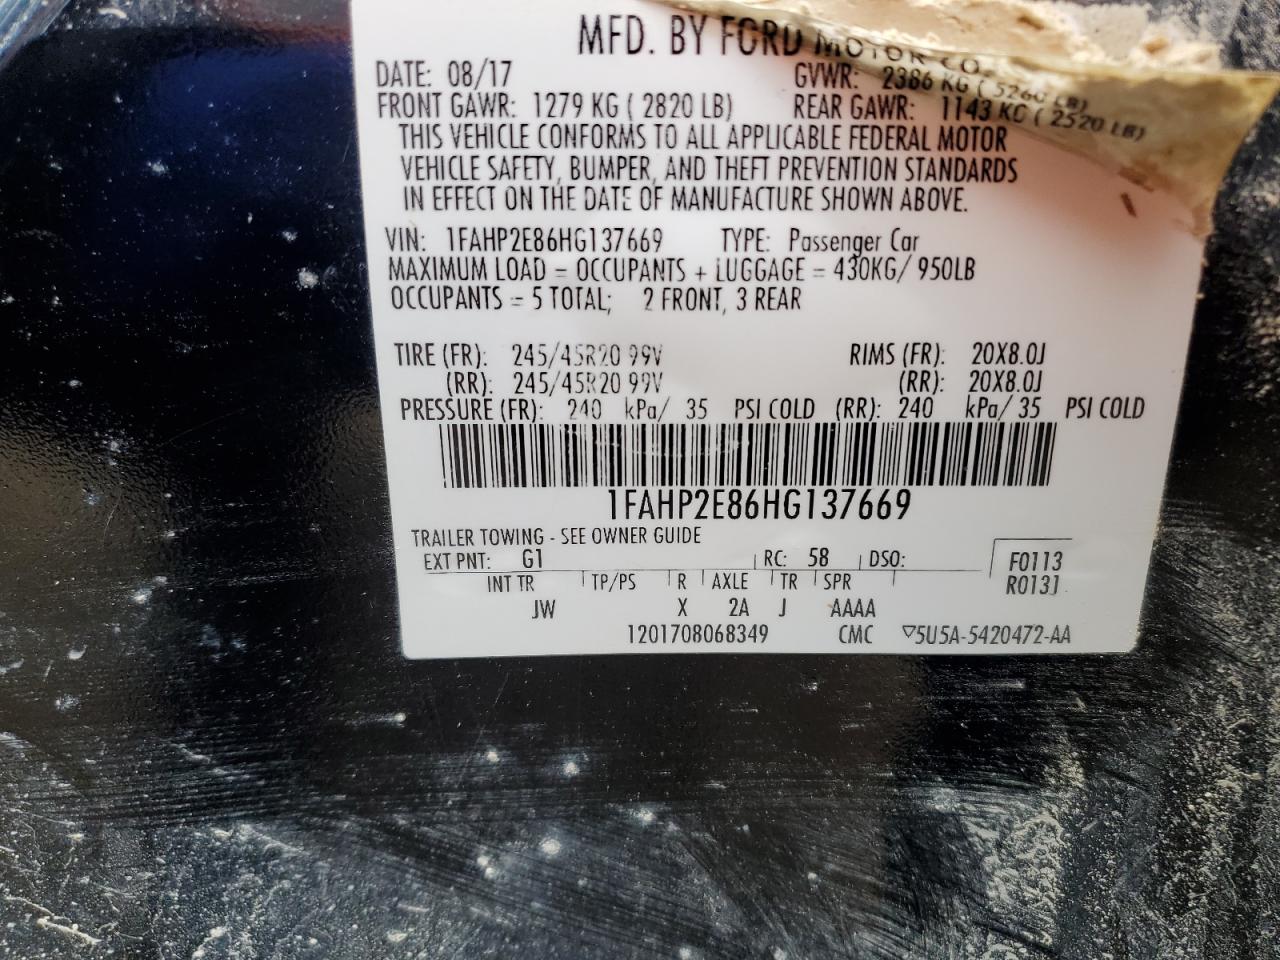 MFD. BY FORD MOTOR CO.
DATE: 08/17 GVWR: 2386 KG ( 5260 LB)
FRONT GAWR: 1279 KG ( 2820 LB) REAR GAWR: 1143 KG ( 2520 LB)
THIS VEHICLE CONFORMS TO ALL APPLICABLE FEDERAL MOTOR
VEHICLE SAFETY, BUMPER, AND THEFT PREVENTION STANDARDS
IN EFFECT ON THE DATE OF MANUFACTURE SHOWN ABOVE.
VIN: 1FAHP2E86HG137669 TYPE: Passenger Car
MAXIMUM LOAD = OCCUPANTS + LUGGAGE = 430KG/ 950LB
OCCUPANTS = 5 TOTAL; 2 FRONT, 3 REAR
TIRE (FR): 245/45R20 99V RIMS (FR): 20X8.0J
(RR): 245/45R20 99V (RR): 20X8.0J
PRESSURE (FR): 240 kPa/ 35 PSI COLD (RR): 240 kPa/ 35 PSI COLD
1FAHP2E86HG137669
TRAILER TOWING - SEE OWNER GUIDE
EXT PNT: G1 RC: 58 DSO: F0113
INT TR TP/PS R AXLE TR SPR R0131
JW X 2A J AAAA
1201708068349 CMC ▽5U5A-5420472-AA